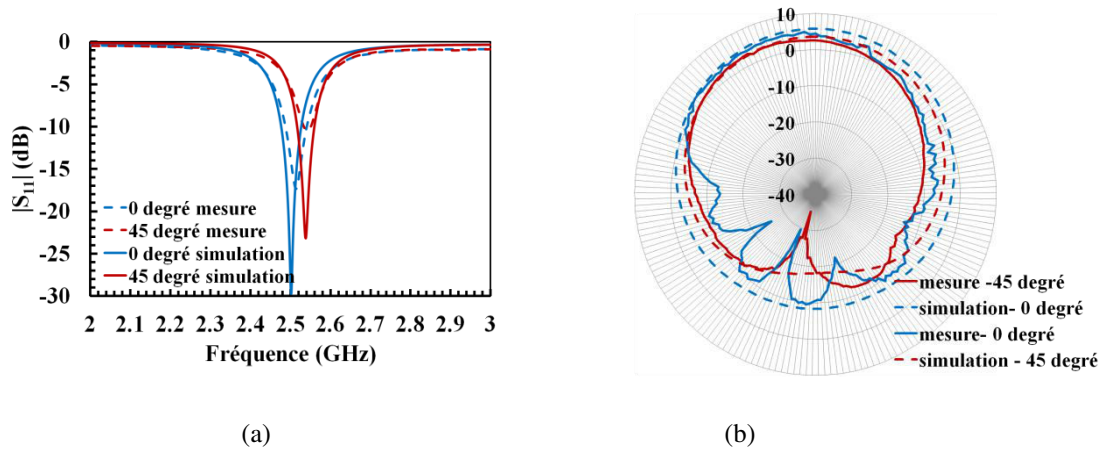 0
-5
-10
-15
-20
-25
-30
|S11| (dB)
0 degré mesure
45 degré mesure
0 degré simulation
45 degré simulation
2 2.1 2.2 2.3 2.4 2.5 2.6 2.7 2.8 2.9 3
Fréquence (GHz)
(a)
10
0
-10
-20
-30
-40
mesure -45 degré
simulation- 0 degré
mesure- 0 degré
simulation - 45 degré
(b)